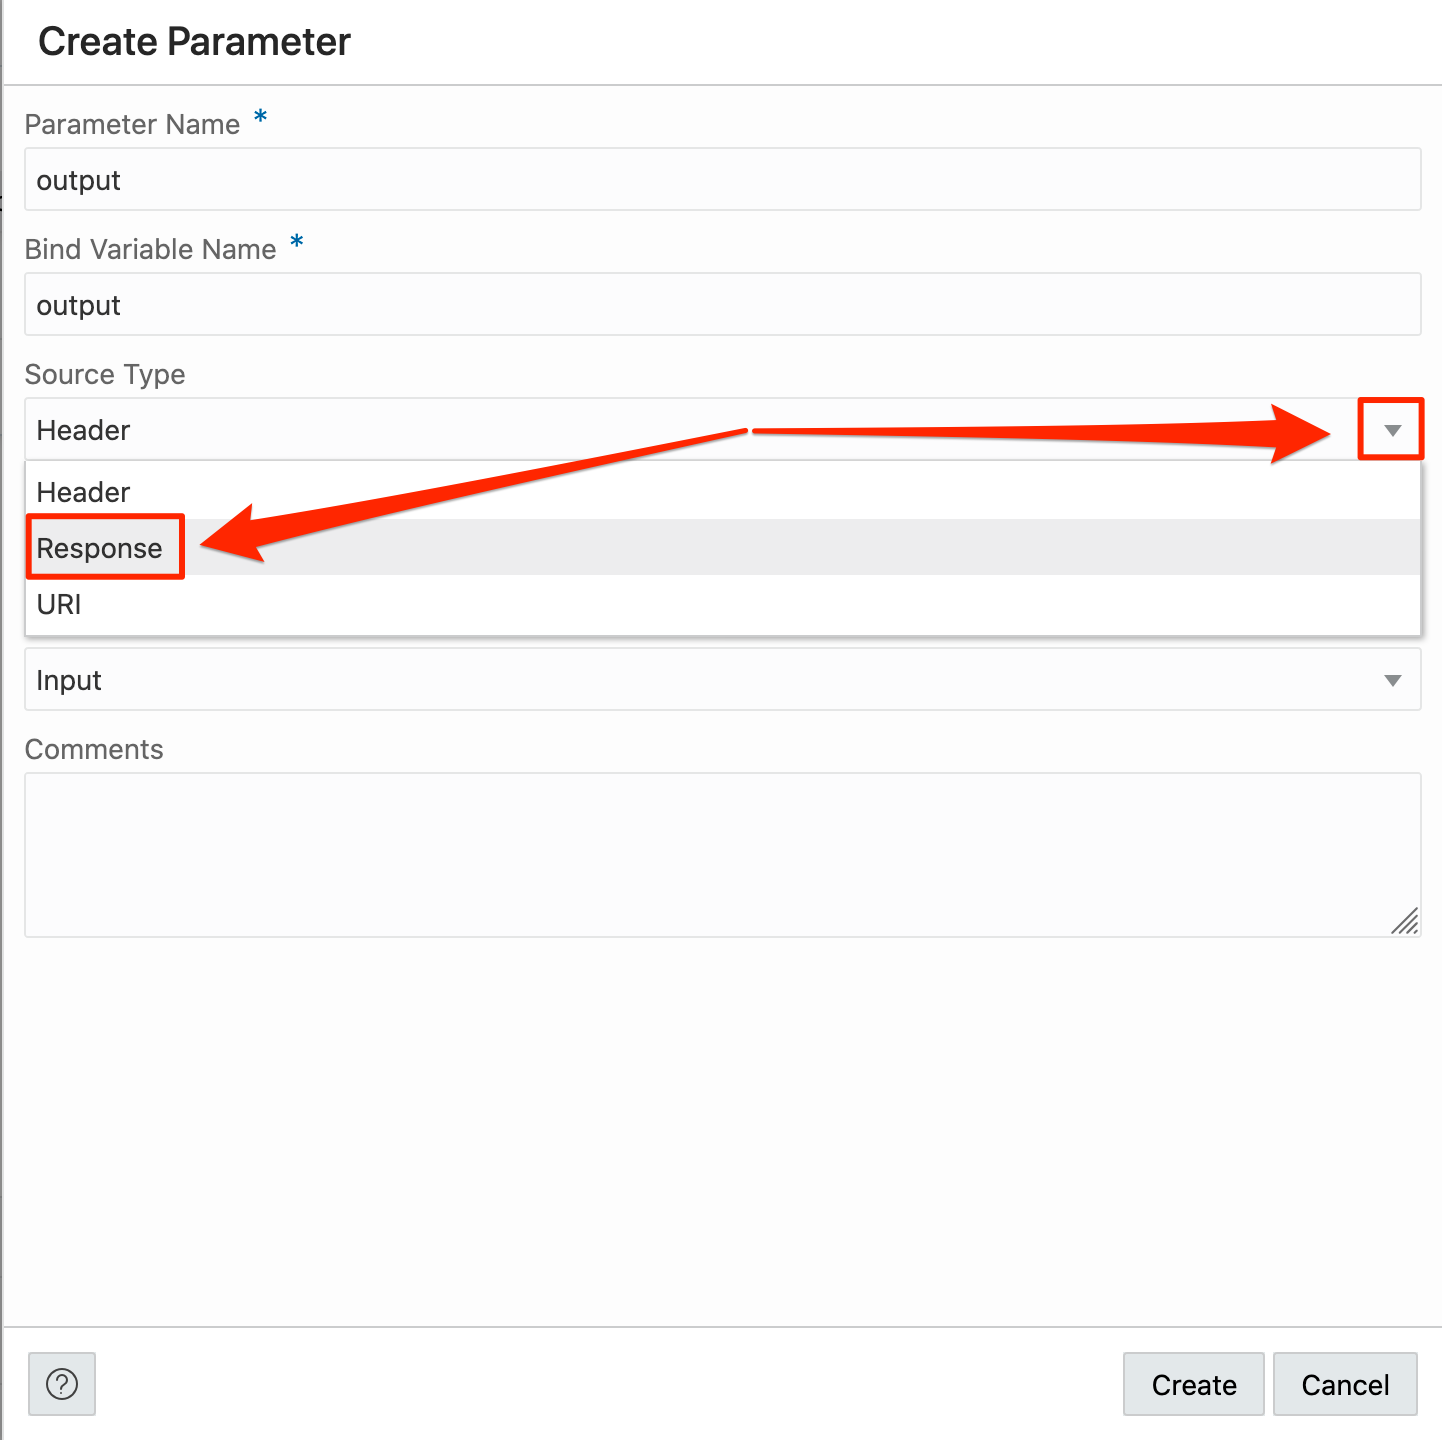 Create Parameter
Parameter Name *
output
Bind Variable Name *
output
Source Type
Header
Header
Response
URI
Input
Comments
?
Create Cancel